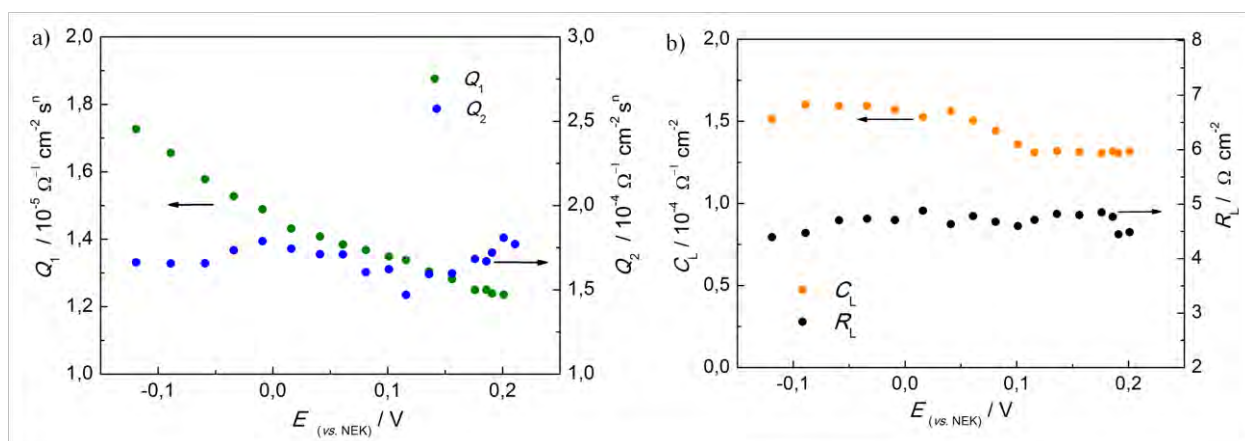 a)
2,0
1,8
1,6
1,4
1,2
1,0
Q₁ / 10⁻⁵ Ω⁻¹ cm⁻² sⁿ
Q₁
Q₂
3,0
2,5
2,0
1,5
1,0
Q₂ / 10⁻⁴ Ω⁻¹ cm⁻² sⁿ
-0,1 0,0 0,1 0,2
E (vs. NEK) / V
b)
2,0
1,5
1,0
0,5
0,0
C_L / 10⁻⁴ Ω⁻¹ cm⁻²
C_L
R_L
8
7
6
5
4
3
2
R_L / Ω cm⁻²
-0,1 0,0 0,1 0,2
E (vs. NEK) / V